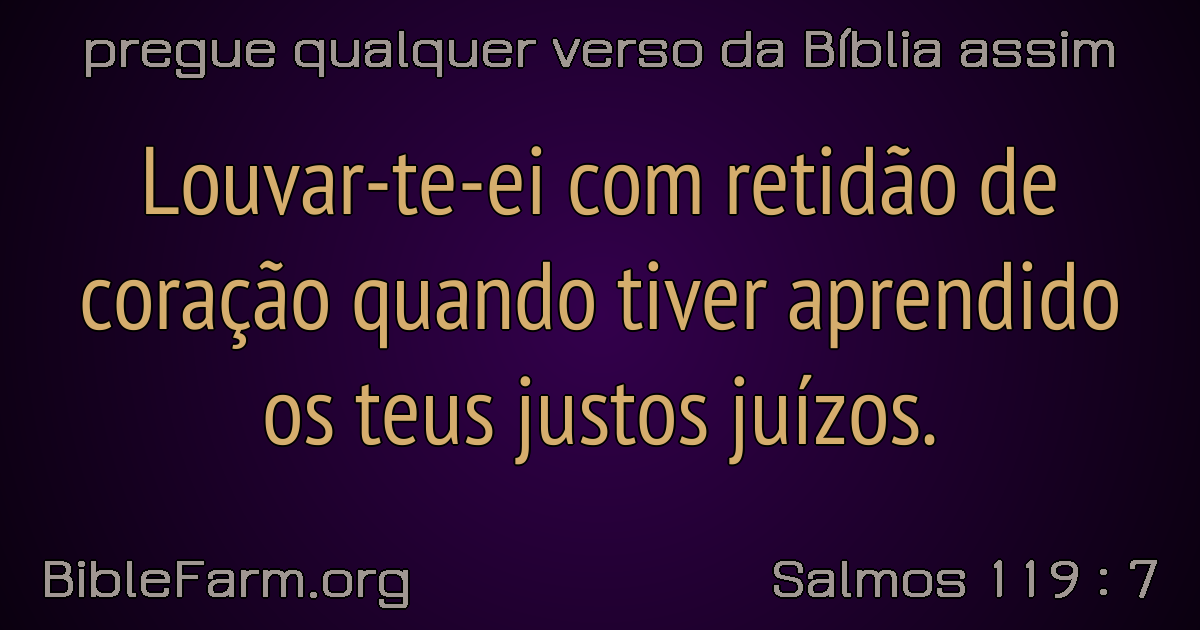 pregue qualquer verso da Bíblia assim
Louvar-te-ei com retidão de
coração quando tiver aprendido
os teus justos juízos.
BibleFarm.org
Salmos 119 : 7